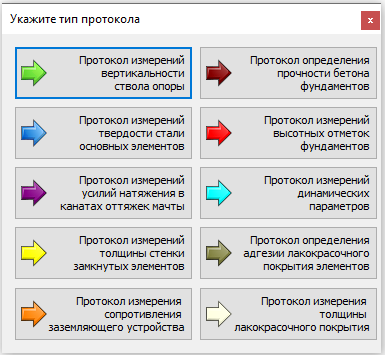 Укажите тип протокола
x
Протокол измерений
вертикальности
ствола опоры
Протокол определения
прочности бетона
фундаментов
Протокол измерений
твердости стали
основных элементов
Протокол измерений
высотных отметок
фундаментов
Протокол измерений
усилий натяжения в
канатах оттяжек мачты
Протокол измерений
динамических
параметров
Протокол измерений
толщины стенки
замкнутых элементов
Протокол определения
адгезии лакокрасочного
покрытия элементов
Протокол измерения
сопротивления
заземляющего устройства
Протокол измерения
толщины
лакокрасочного покрытия